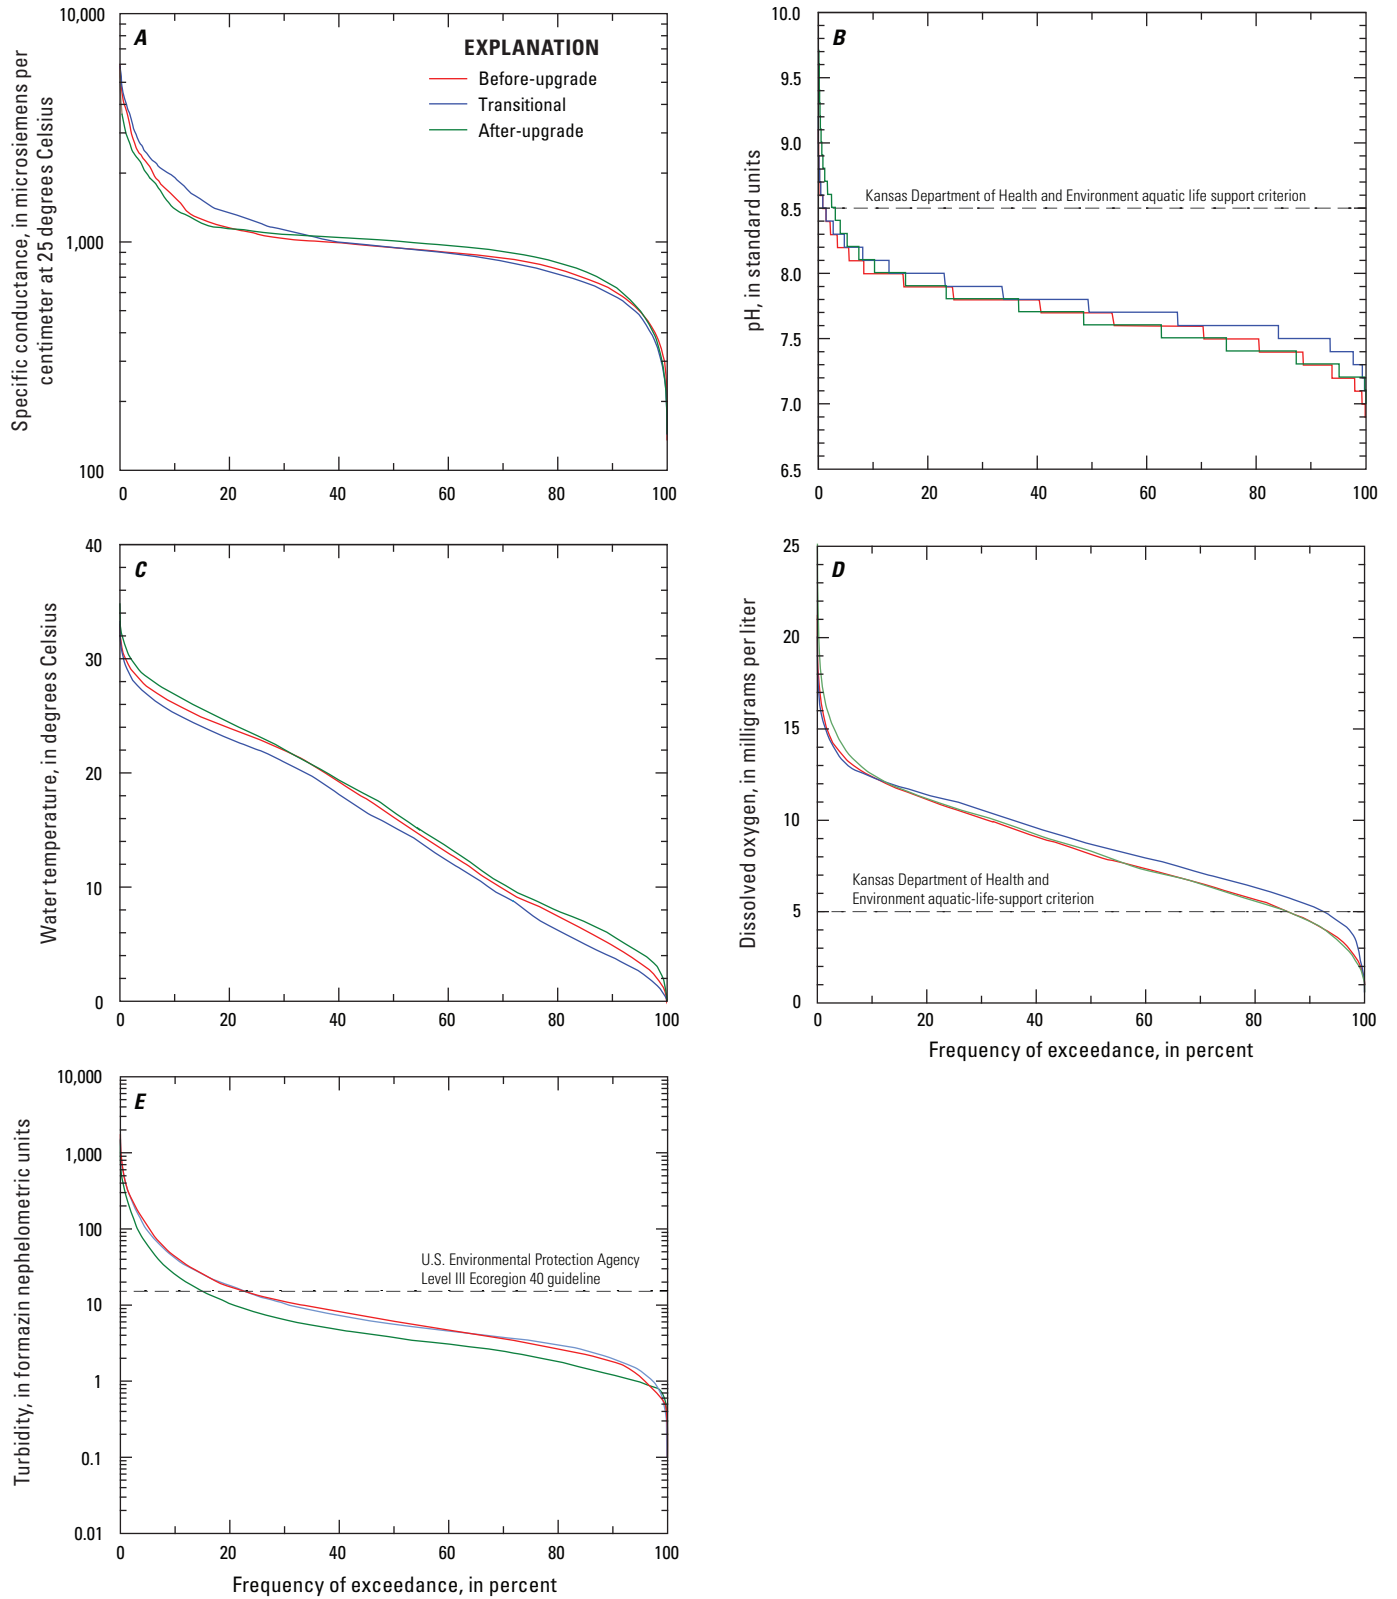 A
EXPLANATION
Before-upgrade
Transitional
After-upgrade
Specific conductance, in microsiemens per
centimeter at 25 degrees Celsius
10,000
1,000
100
0 20 40 60 80 100
B
Kansas Department of Health and Environment aquatic life support criterion
pH, in standard units
10.0
9.5
9.0
8.5
8.0
7.5
7.0
6.5
0 20 40 60 80 100
C
Water temperature, in degrees Celsius
40
30
20
10
0
0 20 40 60 80 100
D
Kansas Department of Health and
Environment aquatic-life-support criterion
Dissolved oxygen, in milligrams per liter
25
20
15
10
5
0
0 20 40 60 80 100
Frequency of exceedance, in percent
E
U.S. Environmental Protection Agency
Level III Ecoregion 40 guideline
Turbidity, in formazin nephelometric units
10,000
1,000
100
10
1
0.1
0.01
0 20 40 60 80 100
Frequency of exceedance, in percent